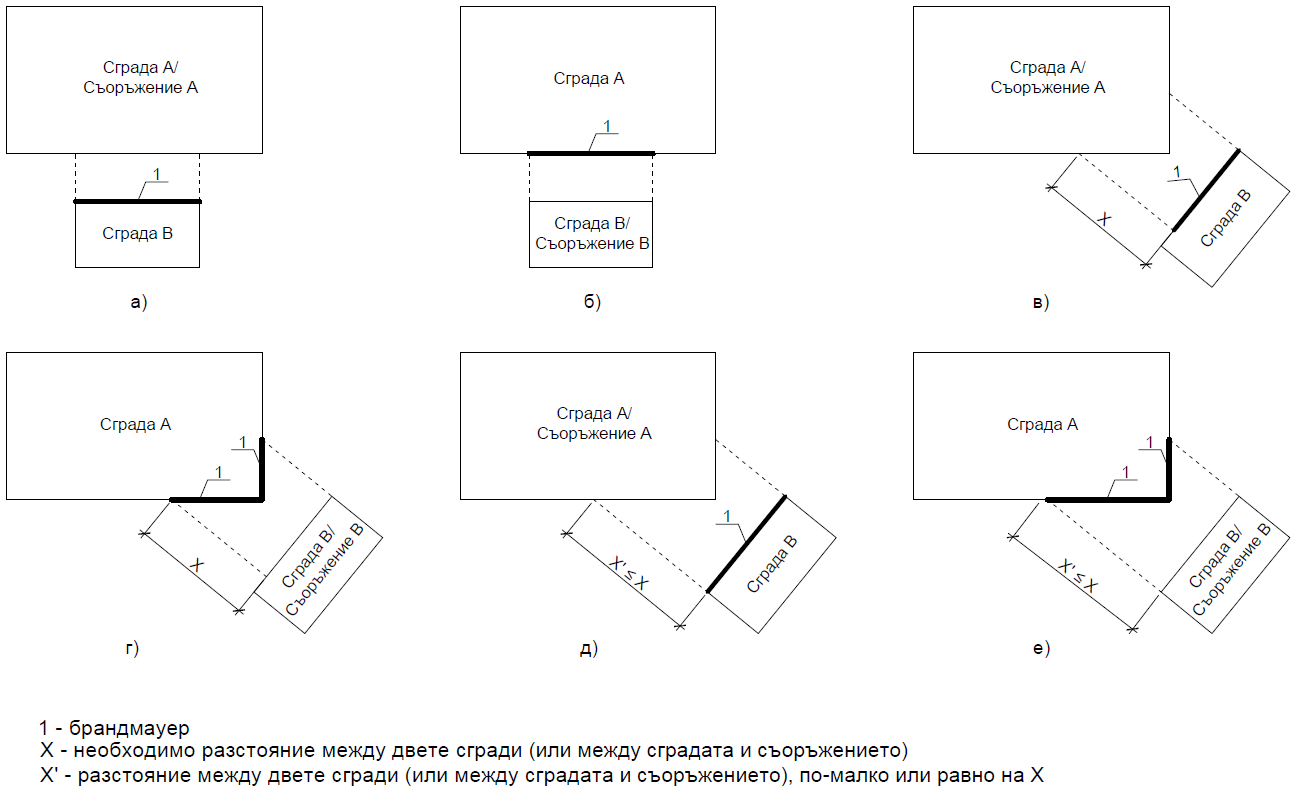 Сграда А/
Съоръжение А
1
Сграда В
а)
Сграда А
1
Сграда В/
Съоръжение В
б)
Сграда А/
Съоръжение А
1
Сграда В
X
в)
Сграда А
1
1
Сграда В/
Съоръжение В
X
г)
Сграда А/
Съоръжение А
1
Сграда В
X' ≤ X
д)
Сграда А
1
1
Сграда В/
Съоръжение В
X' ≤ X
е)
1 - брандмауер
X - необходимо разстояние между двете сгради (или между сградата и съоръжението)
X' - разстояние между двете сгради (или между сградата и съоръжението), по-малко или равно на X